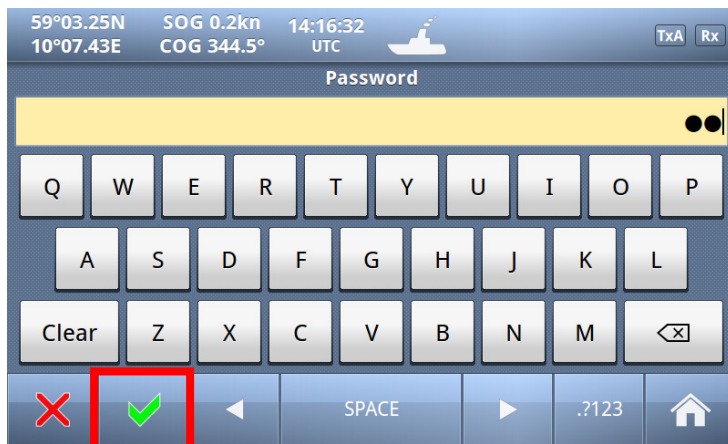 59°03.25N SOG 0.2kn 14:16:32 TxA Rx
10°07.43E COG 344.5° UTC
Password
●●
Q W E R T Y U I O P
A S D F G H J K L
Clear Z X C V B N M
SPACE .?123